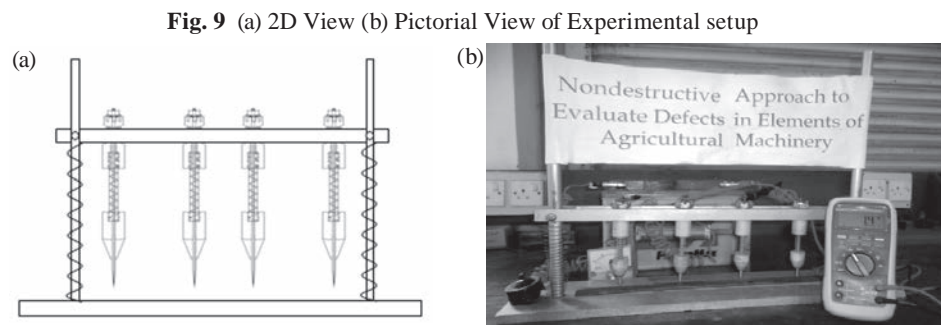 Fig. 9 (a) 2D View (b) Pictorial View of Experimental setup
(a)
(b)
Nondestructive Approach to
Evaluate Defects in Elements of
Agricultural Machinery